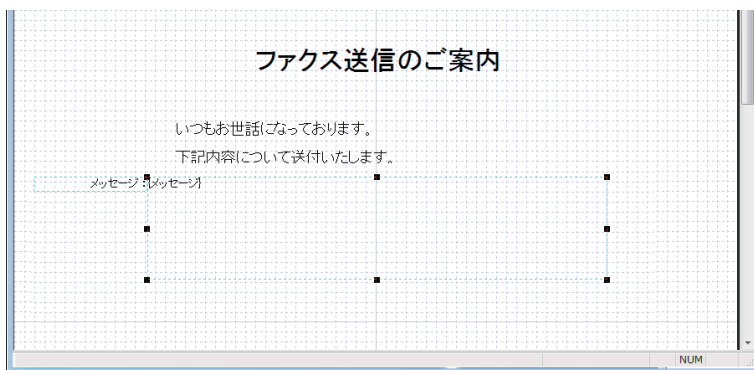 ファクス送信のご案内
いつもお世話になっております。
下記内容について送付いたします。
メッセージ：{メッセージ}
NUM